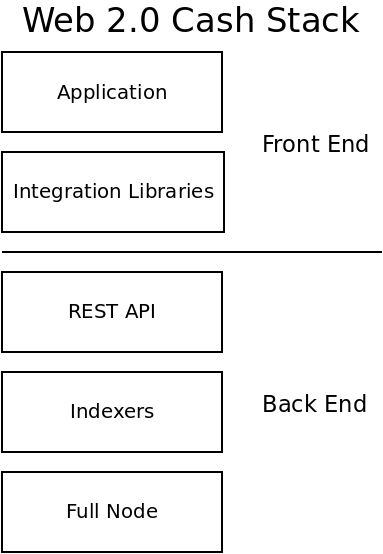 Web 2.0 Cash Stack
Application
Front End
Integration Libraries
REST API
Indexers
Back End
Full Node